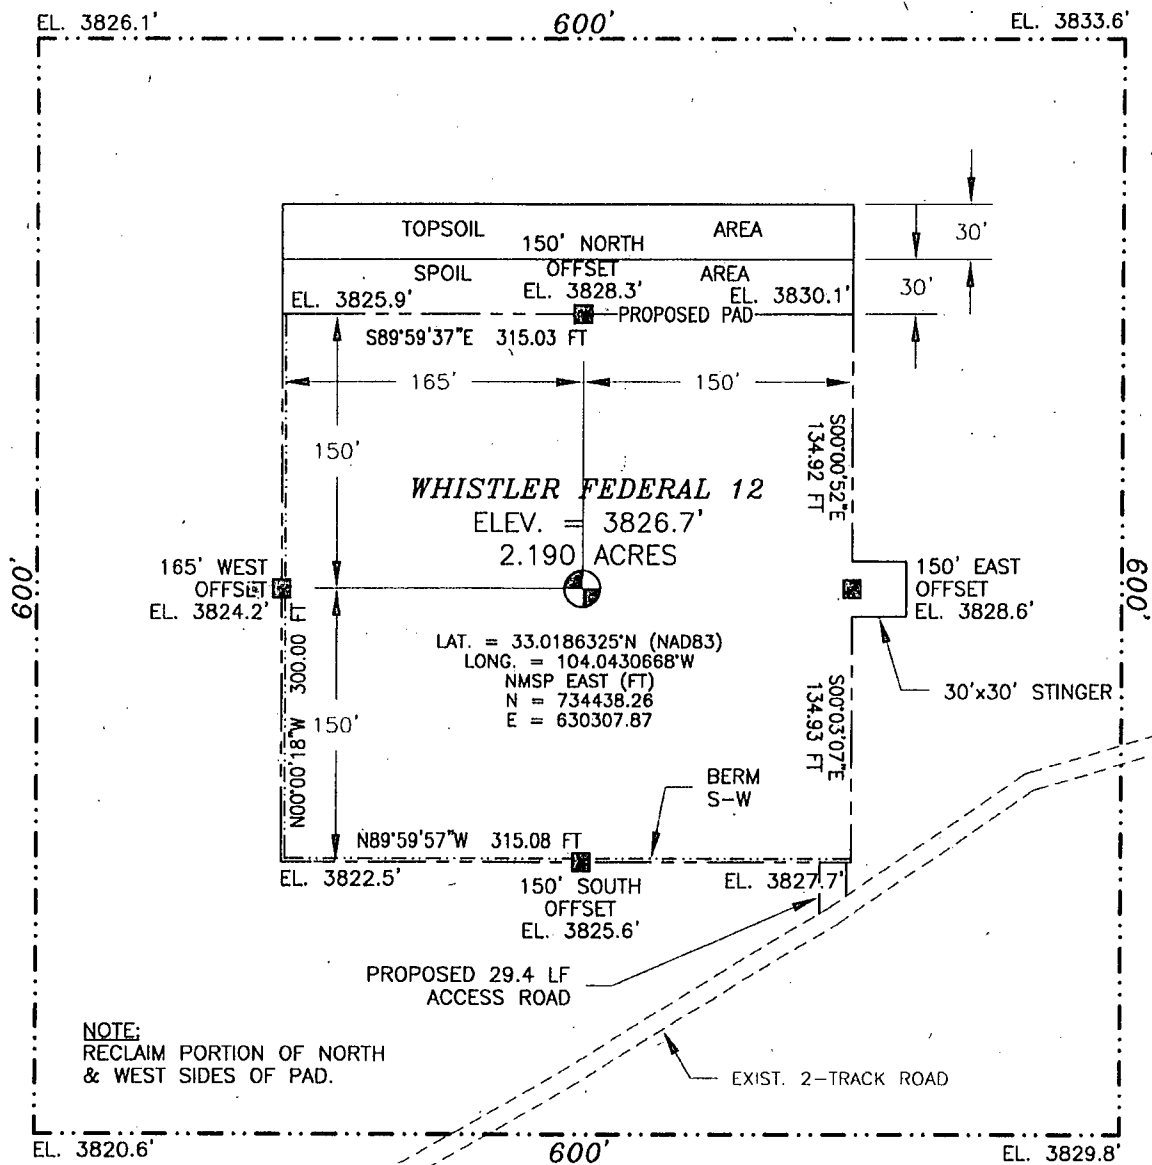 EL. 3826.1'
600'
EL. 3833.6'
TOPSOIL AREA
150' NORTH
OFFSET
EL. 3828.3'
SPOIL AREA
30'
30'
EL. 3825.9'
EL. 3830.1'
PROPOSED PAD
S89°59'37"E 315.03 FT
165'
150'
150'
S00°00'52"E
134.92 FT
WHISTLER FEDERAL 12
ELEV. = 3826.7'
2.190 ACRES
600'
165' WEST
OFFSET
EL. 3824.2'
150' EAST
OFFSET
EL. 3828.6'
600'
LAT. = 33.0186325°N (NAD83)
LONG. = 104.0430668°W
NMSP EAST (FT)
N = 734438.26
E = 630307.87
N00°00'18"W 300.00 FT
150'
S00°03'07"E
134.93 FT
30'x30' STINGER
BERM
S-W
N89°59'57"W 315.08 FT
EL. 3822.5'
150' SOUTH
OFFSET
EL. 3825.6'
EL. 3827.7'
PROPOSED 29.4 LF
ACCESS ROAD
NOTE:
RECLAIM PORTION OF NORTH
& WEST SIDES OF PAD.
EXIST. 2-TRACK ROAD
EL. 3820.6'
600'
EL. 3829.8'